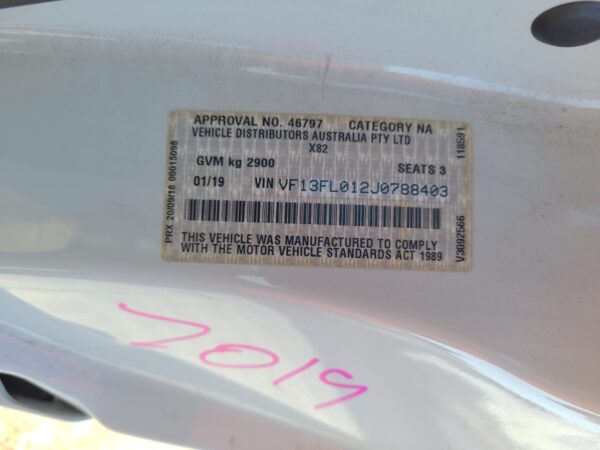 APPROVAL NO. 46797 CATEGORY NA
VEHICLE DISTRIBUTORS AUSTRALIA PTY LTD
X82
GVM kg 2900 SEATS 3
01/19 VIN VF13FL012J0788403
THIS VEHICLE WAS MANUFACTURED TO COMPLY
WITH THE MOTOR VEHICLE STANDARDS ACT 1989
PRX 20/09/18 00015098
118591
V3092566
2019